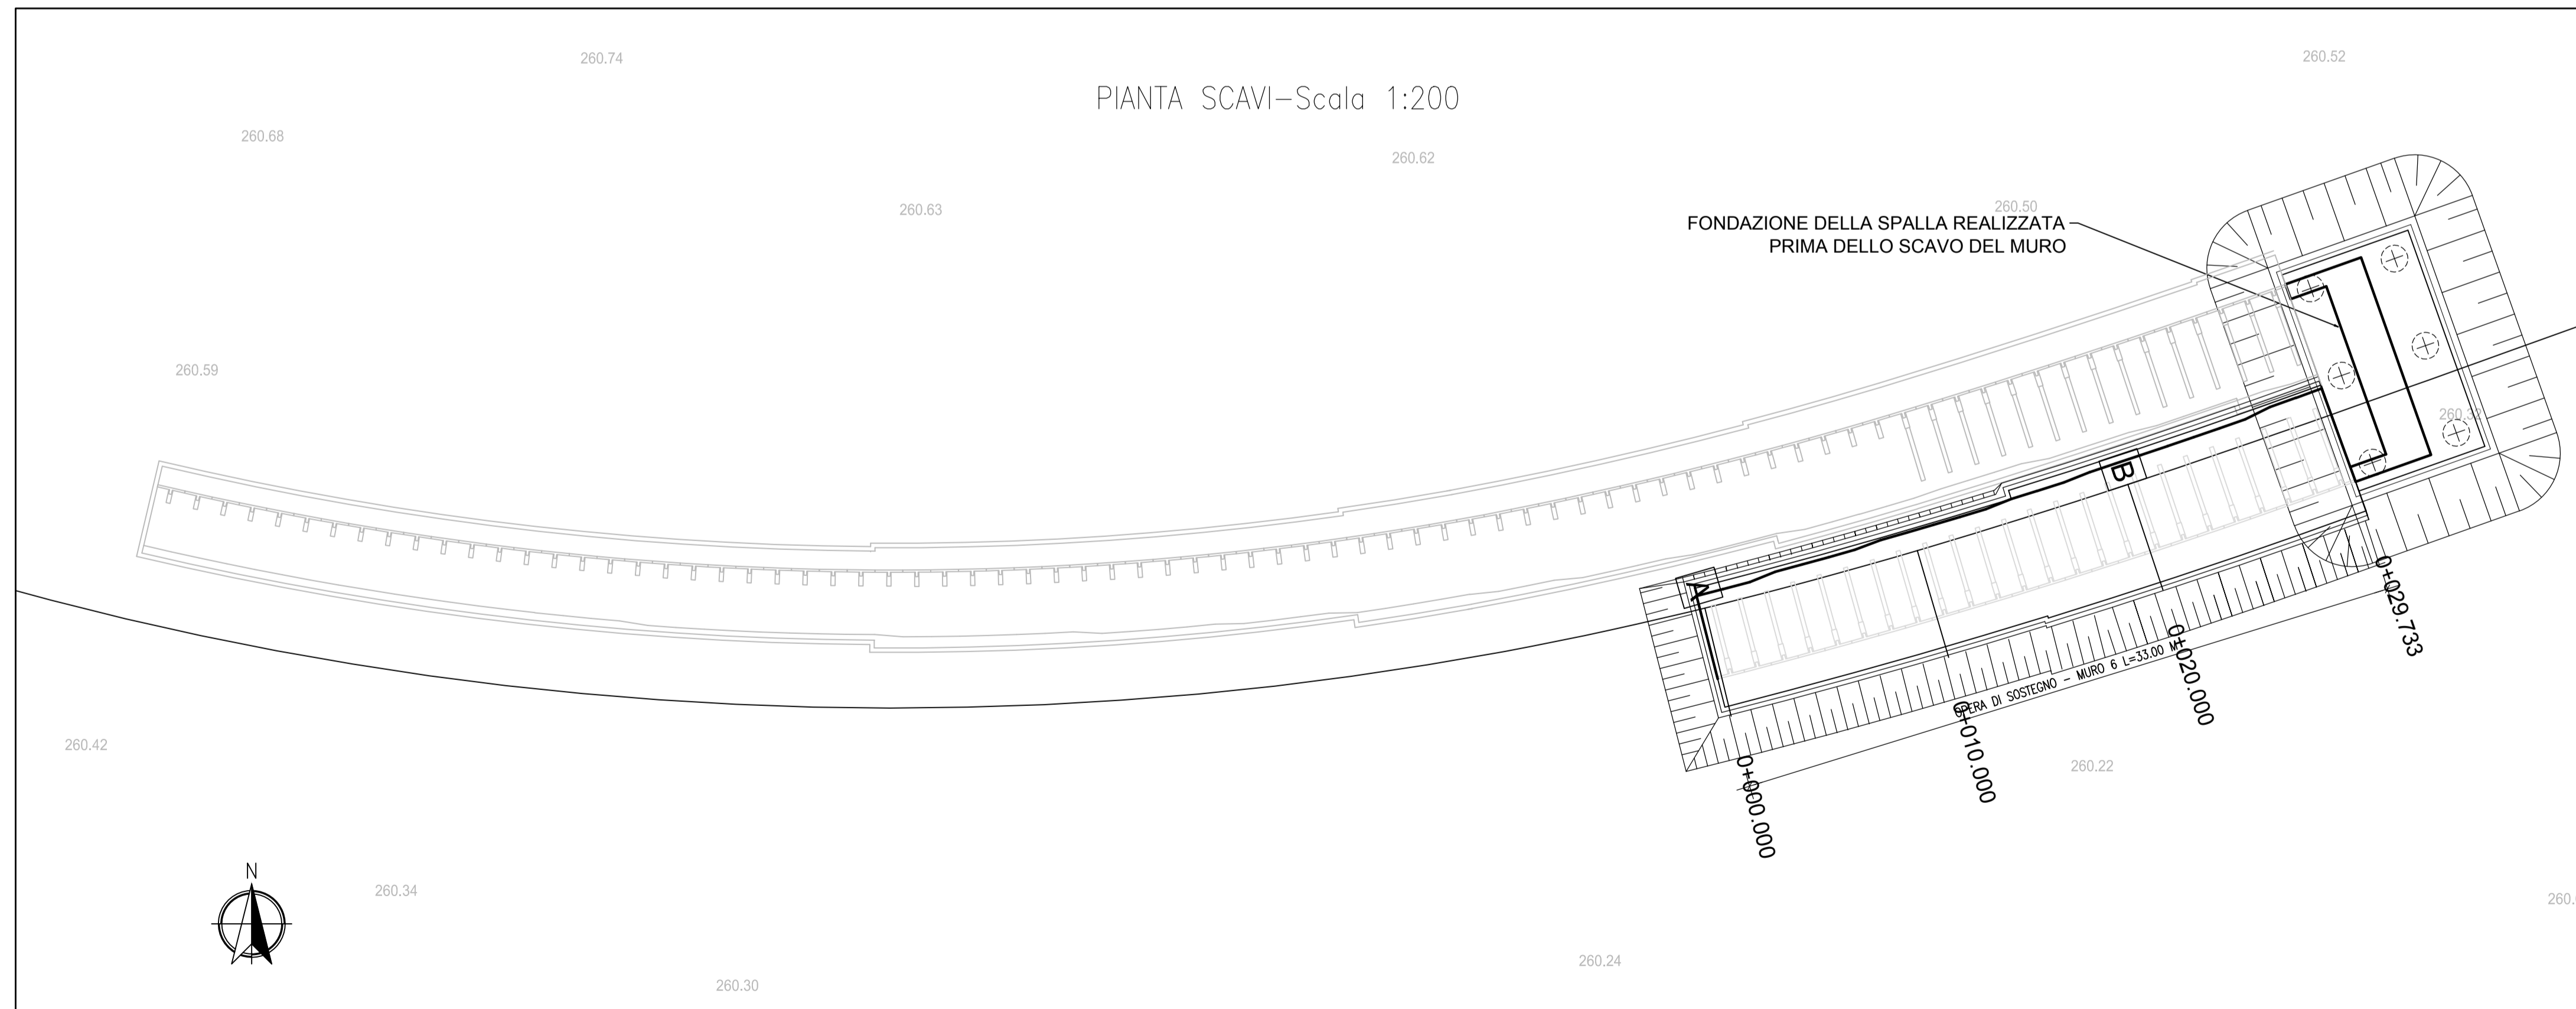 260.74
260.52
PIANTA SCAVI-Scala 1:200
260.68
260.62
260.63
260.50
FONDAZIONE DELLA SPALLA REALIZZATA
PRIMA DELLO SCAVO DEL MURO
260.59
260.32
B
A
0+029.733
0+020.000
OPERA DI SOSTEGNO - MURO 6 L=33.00 M
0+010.000
0+000.000
260.42
260.22
N
260.34
260.24
260.30